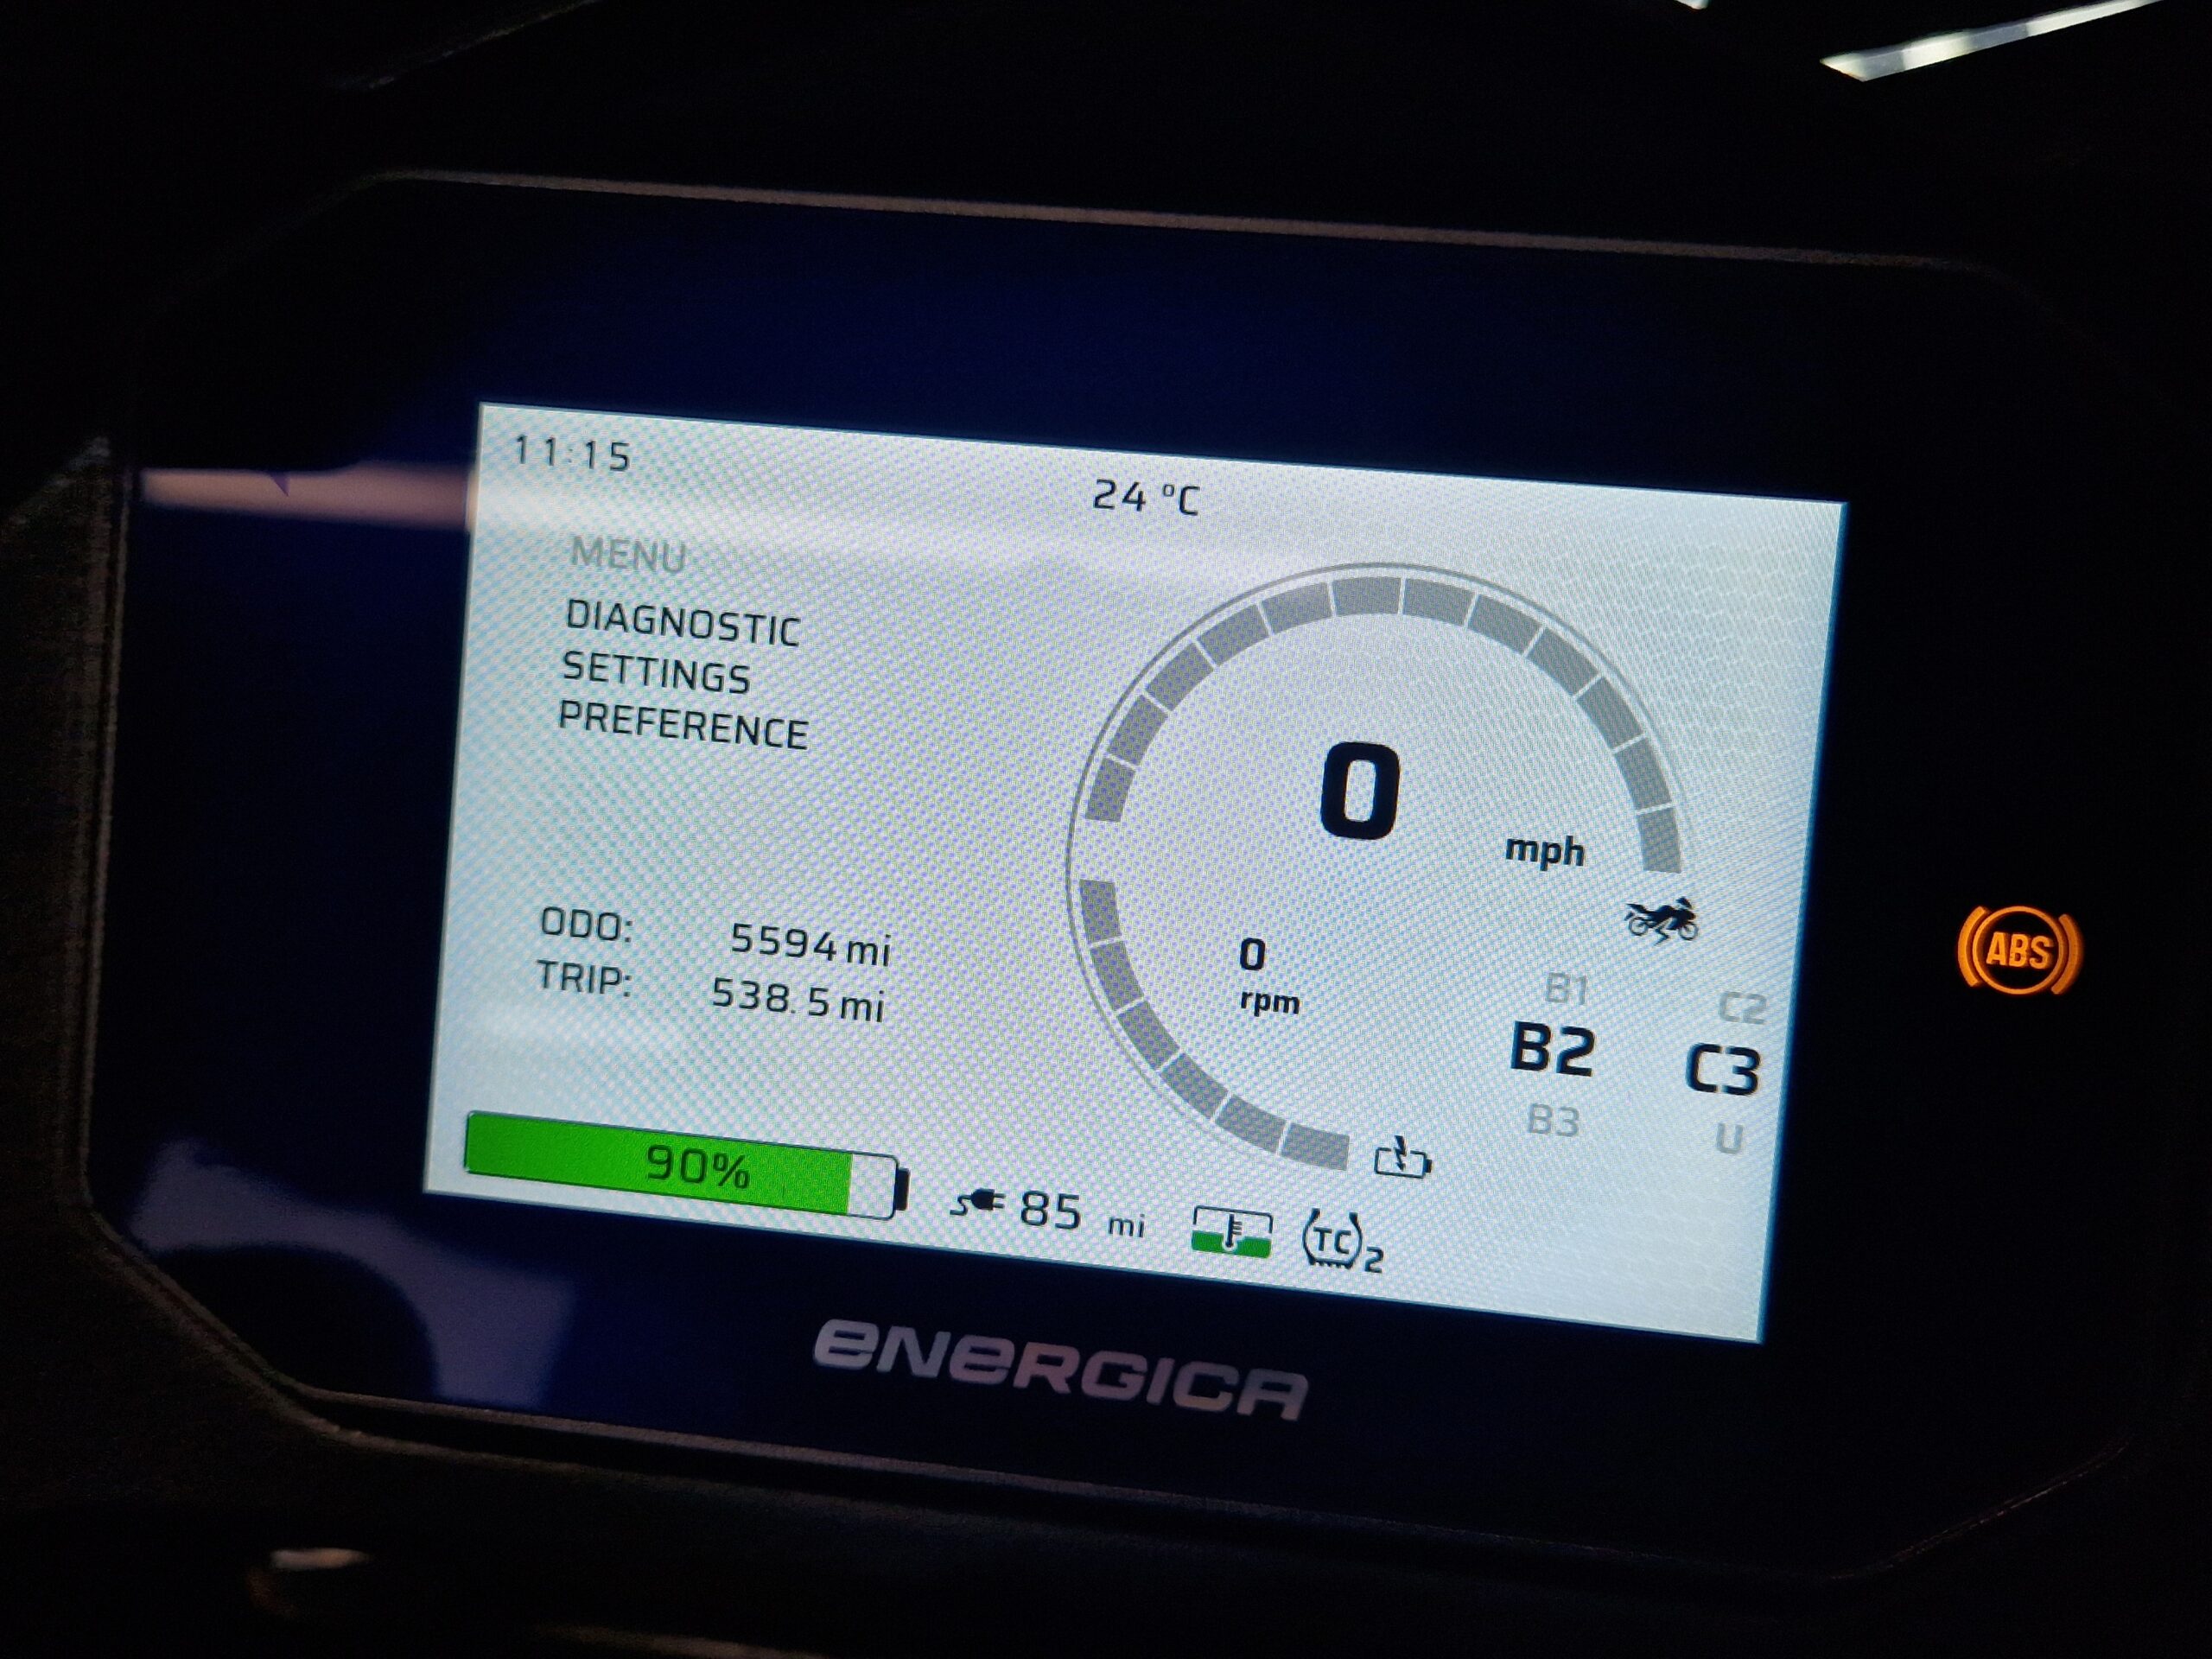 11:15
24 °C
MENU
DIAGNOSTIC
SETTINGS
PREFERENCE
0
mph
ODO: 5594 mi
TRIP: 538.5 mi
0
rpm
B1 C2
B2 C3
B3 U
90%
85 mi
TC 2
ABS
energica